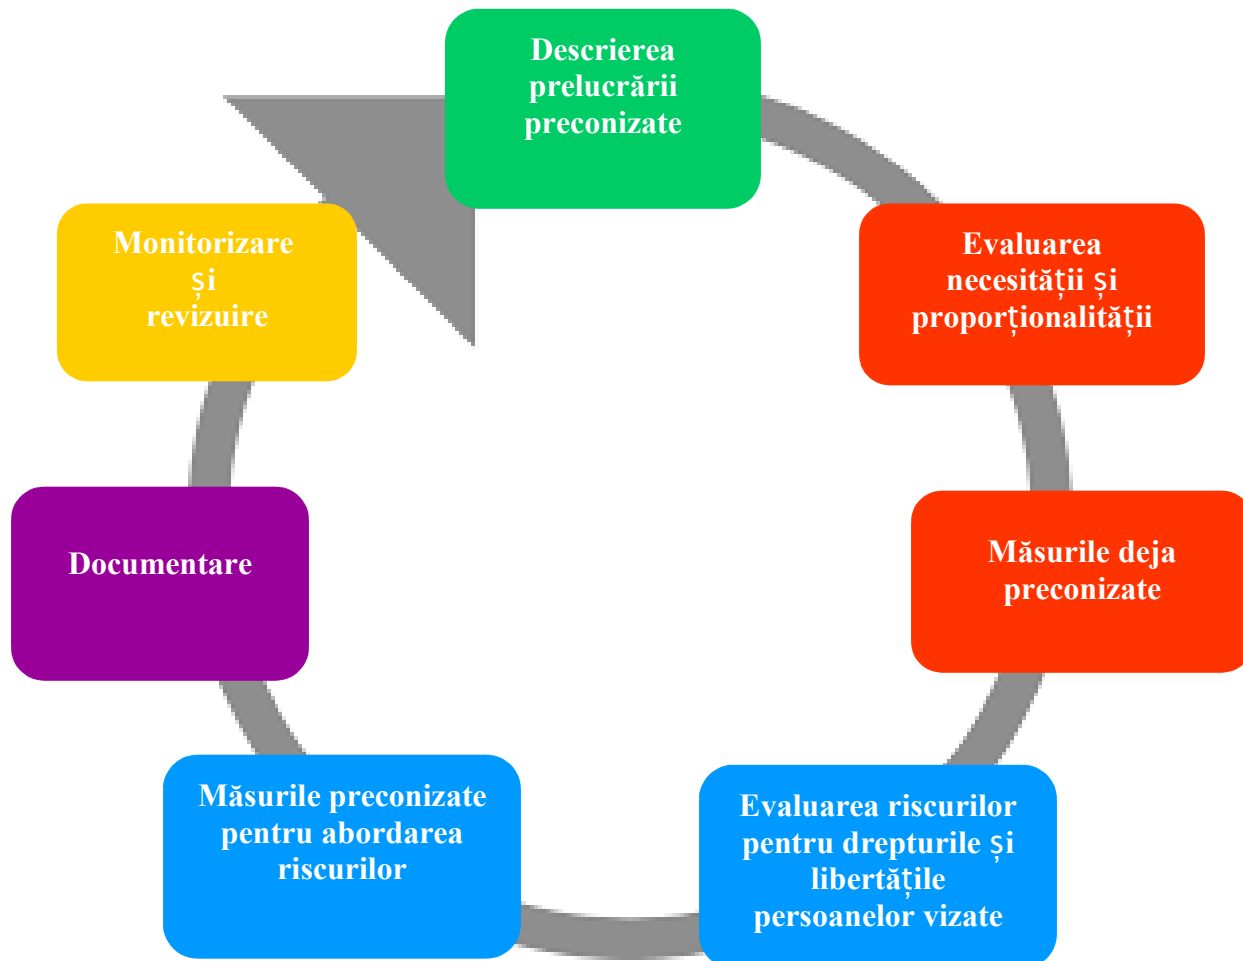 Descrierea
prelucrării
preconizate
Evaluarea
necesității și
proporționalității
Măsurile deja
preconizate
Evaluarea riscurilor
pentru drepturile și
libertățile
persoanelor vizate
Măsurile preconizate
pentru abordarea
riscurilor
Documentare
Monitorizare
și
revizuire